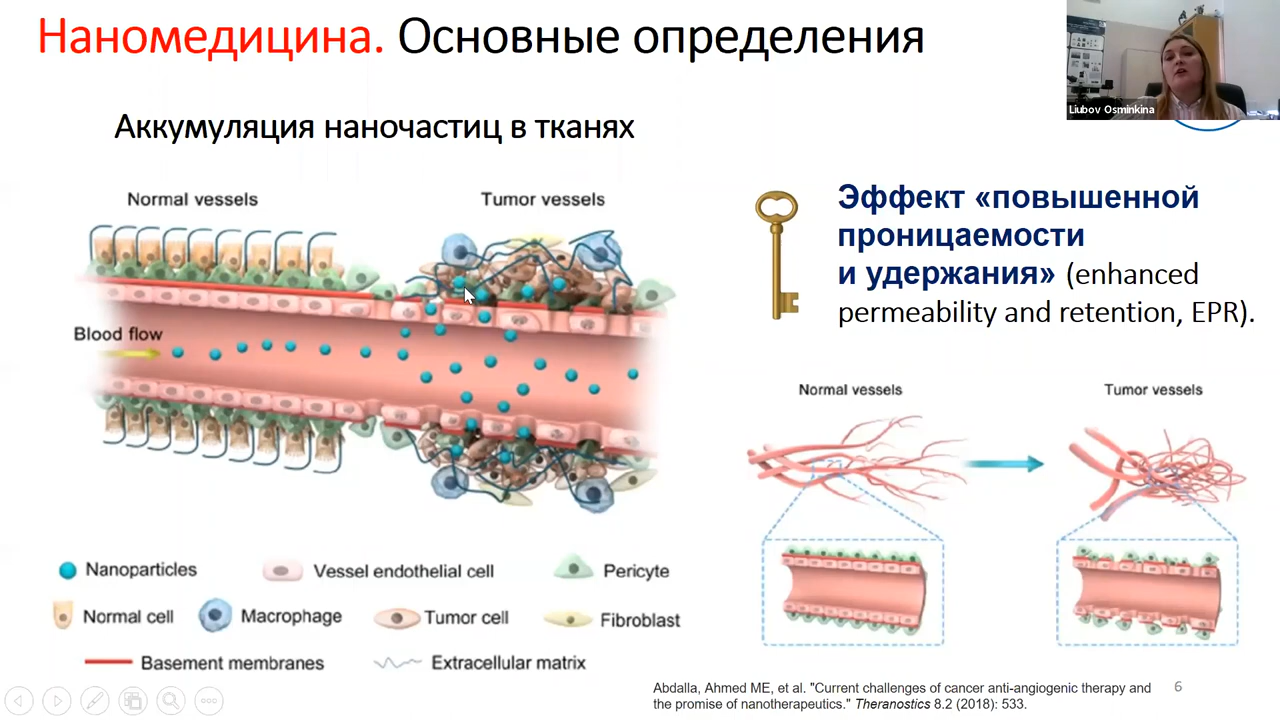 Наномедицина. Основные определения
Liubov Osminkina
Аккумуляция наночастиц в тканях
Normal vessels
Tumor vessels
Blood flow
Эффект «повышенной
проницаемости
и удержания» (enhanced
permeability and retention, EPR).
Normal vessels
Tumor vessels
Nanoparticles
Vessel endothelial cell
Pericyte
Normal cell
Macrophage
Tumor cell
Fibroblast
Basement membranes
Extracellular matrix
Abdalla, Ahmed ME, et al. "Current challenges of cancer anti-angiogenic therapy and
the promise of nanotherapeutics." Theranostics 8.2 (2018): 533.
6